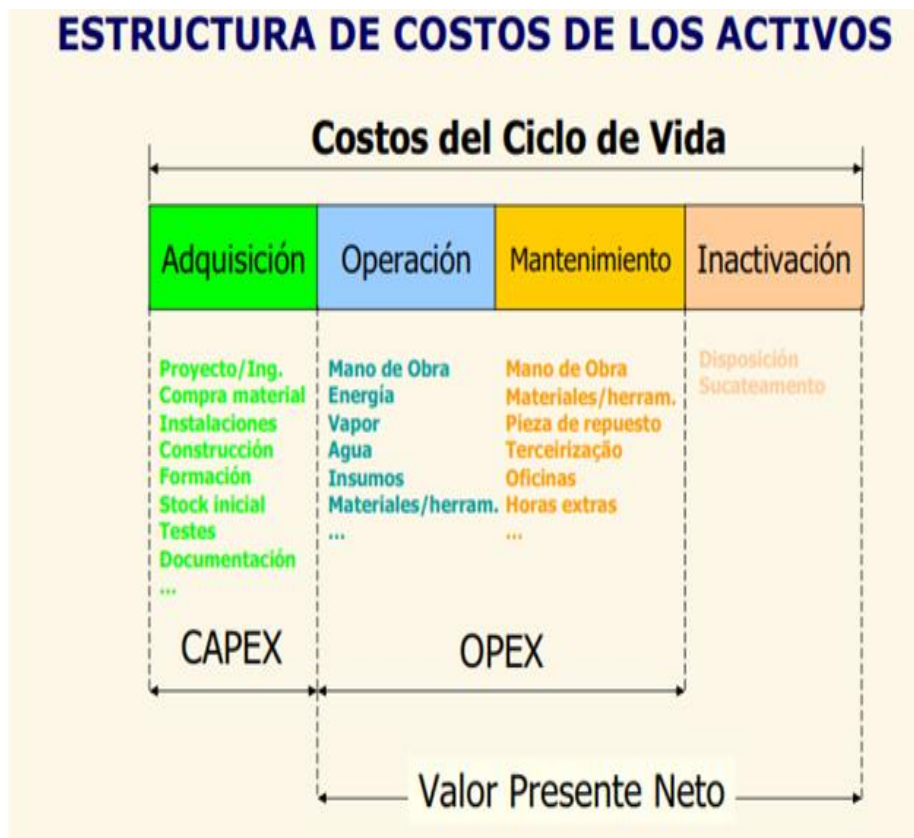 ESTRUCTURA DE COSTOS DE LOS ACTIVOS
Costos del Ciclo de Vida
Adquisición
Operación
Mantenimiento
Inactivación
Proyecto/Ing.
Compra material
Instalaciones
Construcción
Formación
Stock inicial
Testes
Documentación
...
Mano de Obra
Energía
Vapor
Agua
Insumos
Materiales/herram.
...
Mano de Obra
Materiales/herram.
Pieza de repuesto
Terceirização
Oficinas
Horas extras
...
Disposición
Sucateamento
CAPEX
OPEX
Valor Presente Neto